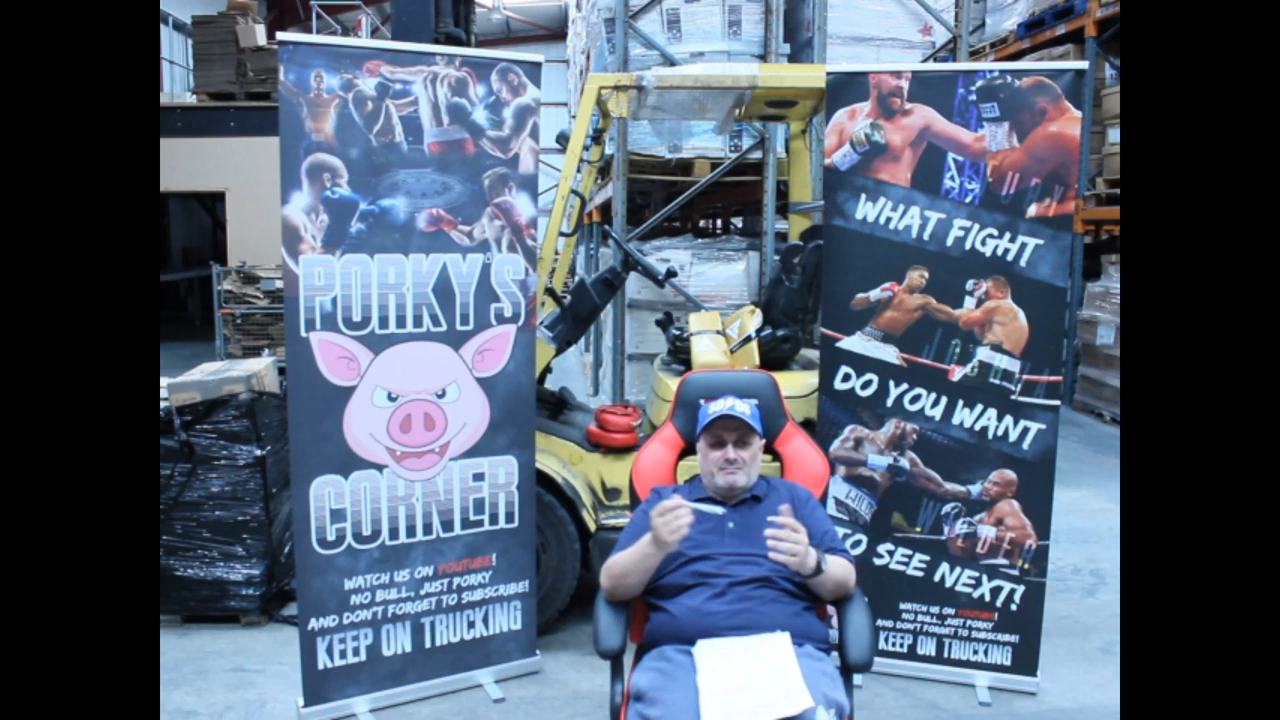 PORKY'S
CORNER
WATCH US ON YOUTUBE!
NO BULL, JUST PORKY
AND DON'T FORGET TO SUBSCRIBE!
KEEP ON TRUCKING
WHAT FIGHT
DO YOU WANT
TO SEE NEXT!
WATCH US ON YOUTUBE!
NO BULL, JUST PORKY
AND DON'T FORGET TO SUBSCRIBE!
KEEP ON TRUCKING